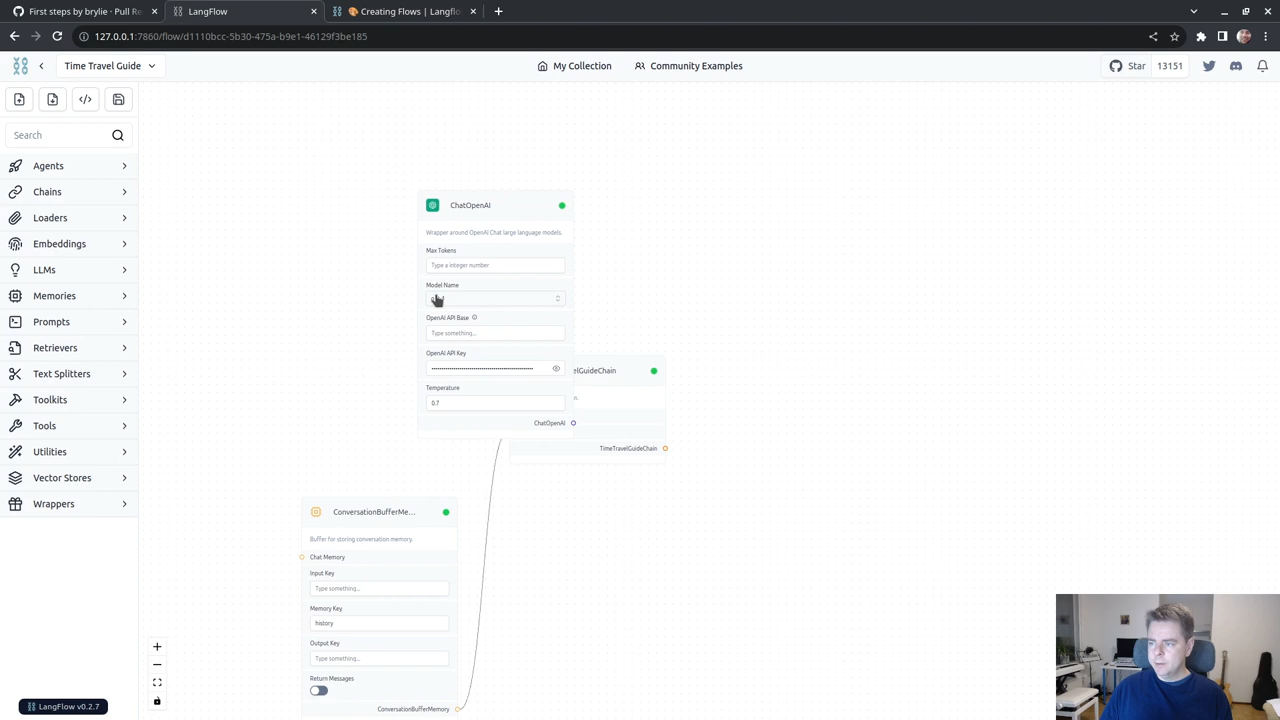 First steps by brylie · Pull Re
LangFlow
Creating Flows | Langflo
127.0.0.1:7860/flow/d1110bcc-5b30-475a-b9e1-46129f3be185
Time Travel Guide
My Collection
Community Examples
Star
13151
Search
Agents
Chains
Loaders
Embeddings
LLMs
Memories
Prompts
Retrievers
Text Splitters
Toolkits
Tools
Utilities
Vector Stores
Wrappers
LangFlow v0.2.7
ChatOpenAI
Wrapper around OpenAI Chat large language models.
Max Tokens
Type a integer number
Model Name
OpenAI API Base
Type something...
OpenAI API Key
Temperature
0.7
ChatOpenAI
elGuideChain
n.
TimeTravelGuideChain
ConversationBufferMe...
Buffer for storing conversation memory.
Chat Memory
Input Key
Type something...
Memory Key
history
Output Key
Type something...
Return Messages
ConversationBufferMemory